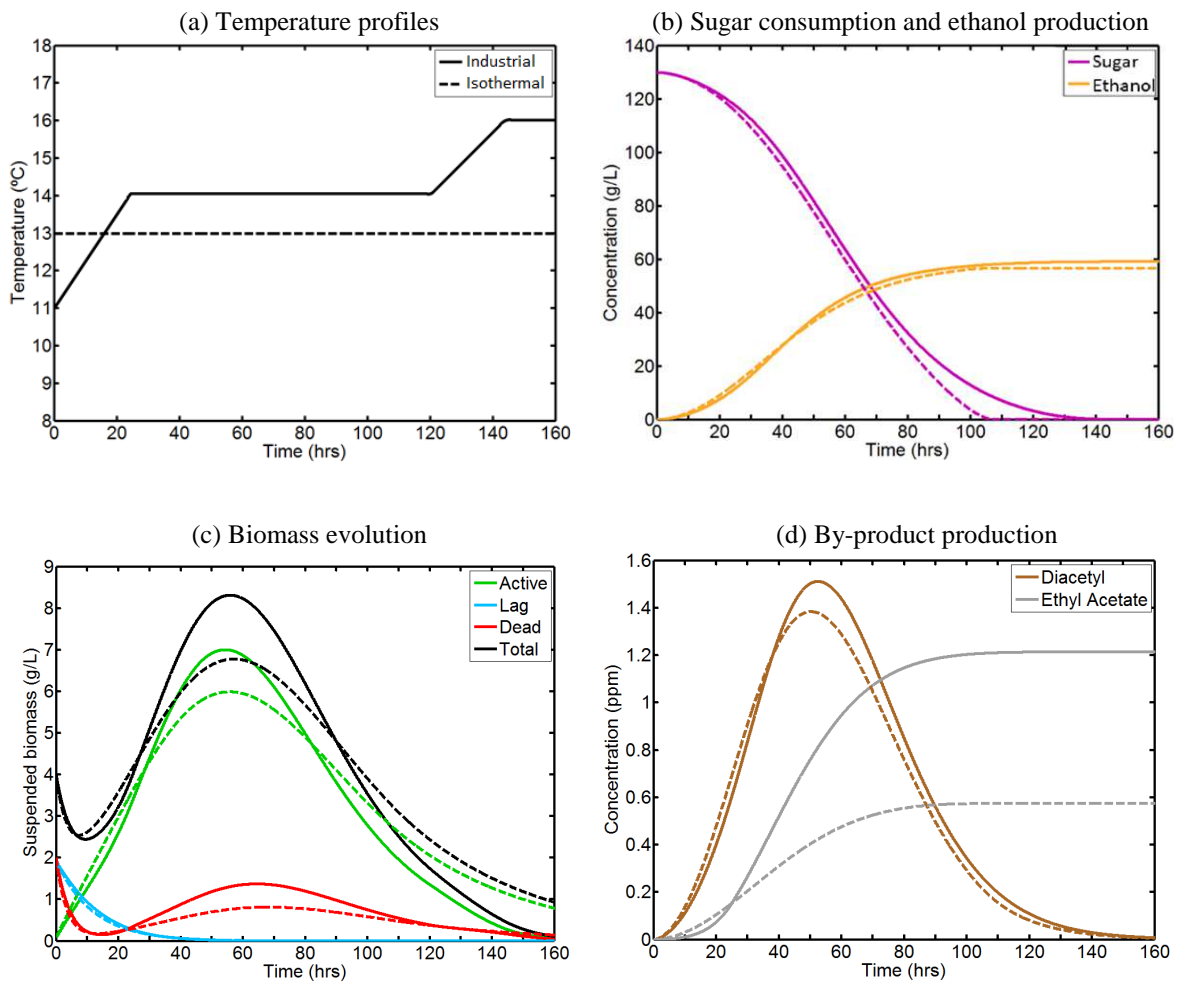 (a) Temperature profiles
18
17
16
15
14
13
12
11
10
9
8
Temperature (ºC)
0 20 40 60 80 100 120 140 160
Time (hrs)
Industrial
Isothermal
(b) Sugar consumption and ethanol production
140
120
100
80
60
40
20
0
Concentration (g/L)
0 20 40 60 80 100 120 140 160
Time (hrs)
Sugar
Ethanol
(c) Biomass evolution
9
8
7
6
5
4
3
2
1
0
Suspended biomass (g/L)
0 20 40 60 80 100 120 140 160
Time (hrs)
Active
Lag
Dead
Total
(d) By-product production
1.6
1.4
1.2
1
0.8
0.6
0.4
0.2
0
Concentration (ppm)
0 20 40 60 80 100 120 140 160
Time (hrs)
Diacetyl
Ethyl Acetate